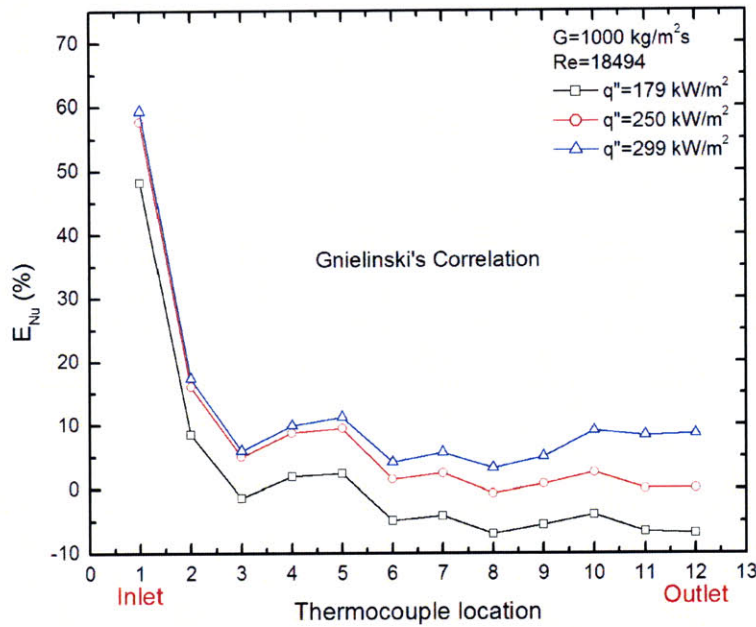 70
60
50
40
30
20
10
0
-10
E_Nu (%)
G=1000 kg/m²s
Re=18494
q"=179 kW/m²
q"=250 kW/m²
q"=299 kW/m²
Gnielinski's Correlation
0 1 2 3 4 5 6 7 8 9 10 11 12 13
Inlet Outlet
Thermocouple location